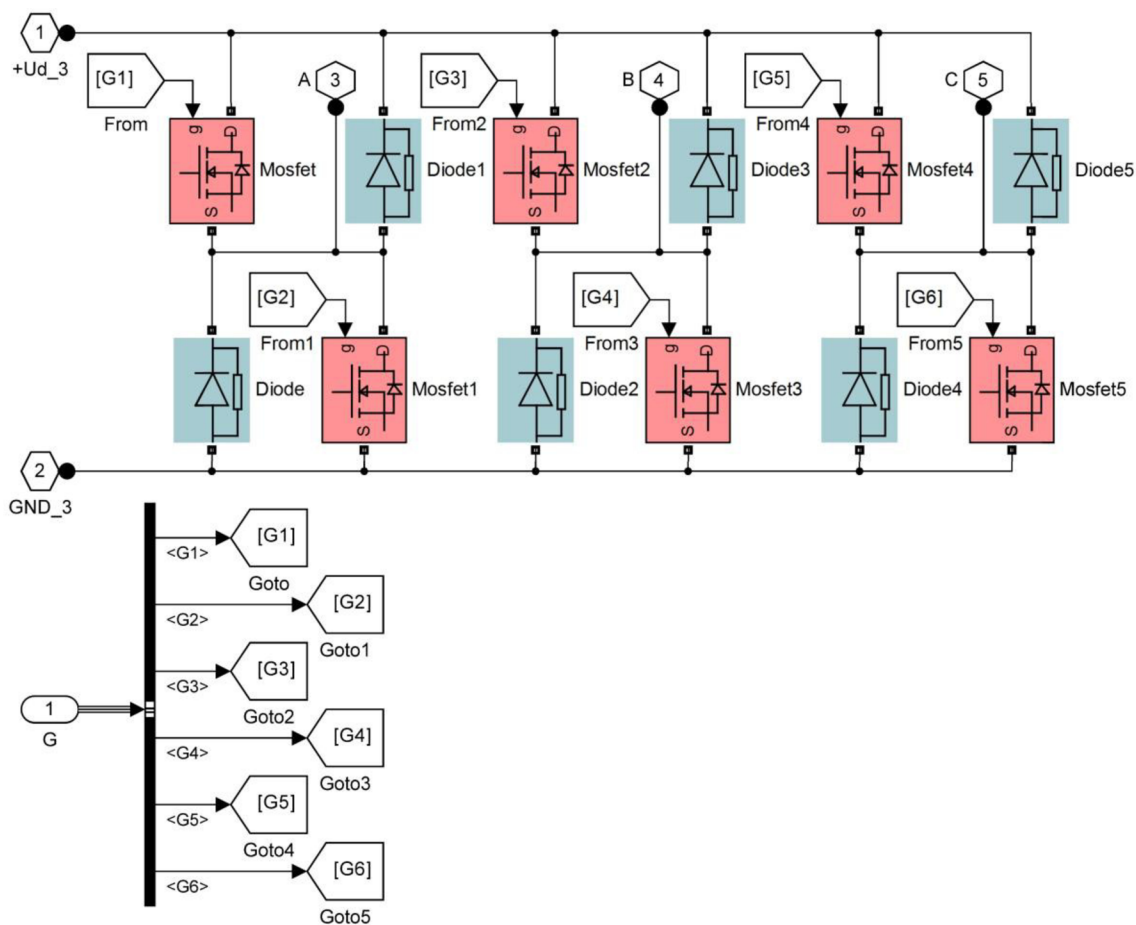 1
+Ud_3
[G1]
From
A
3
[G3]
From2
B
4
[G5]
From4
C
5
g
D
S
Mosfet
Diode1
g
D
S
Mosfet2
Diode3
g
D
S
Mosfet4
Diode5
[G2]
From1
[G4]
From3
[G6]
From5
Diode
g
D
S
Mosfet1
Diode2
g
D
S
Mosfet3
Diode4
g
D
S
Mosfet5
2
GND_3
<G1>
[G1]
Goto
<G2>
[G2]
Goto1
<G3>
[G3]
Goto2
1
G
<G4>
[G4]
Goto3
<G5>
[G5]
Goto4
<G6>
[G6]
Goto5